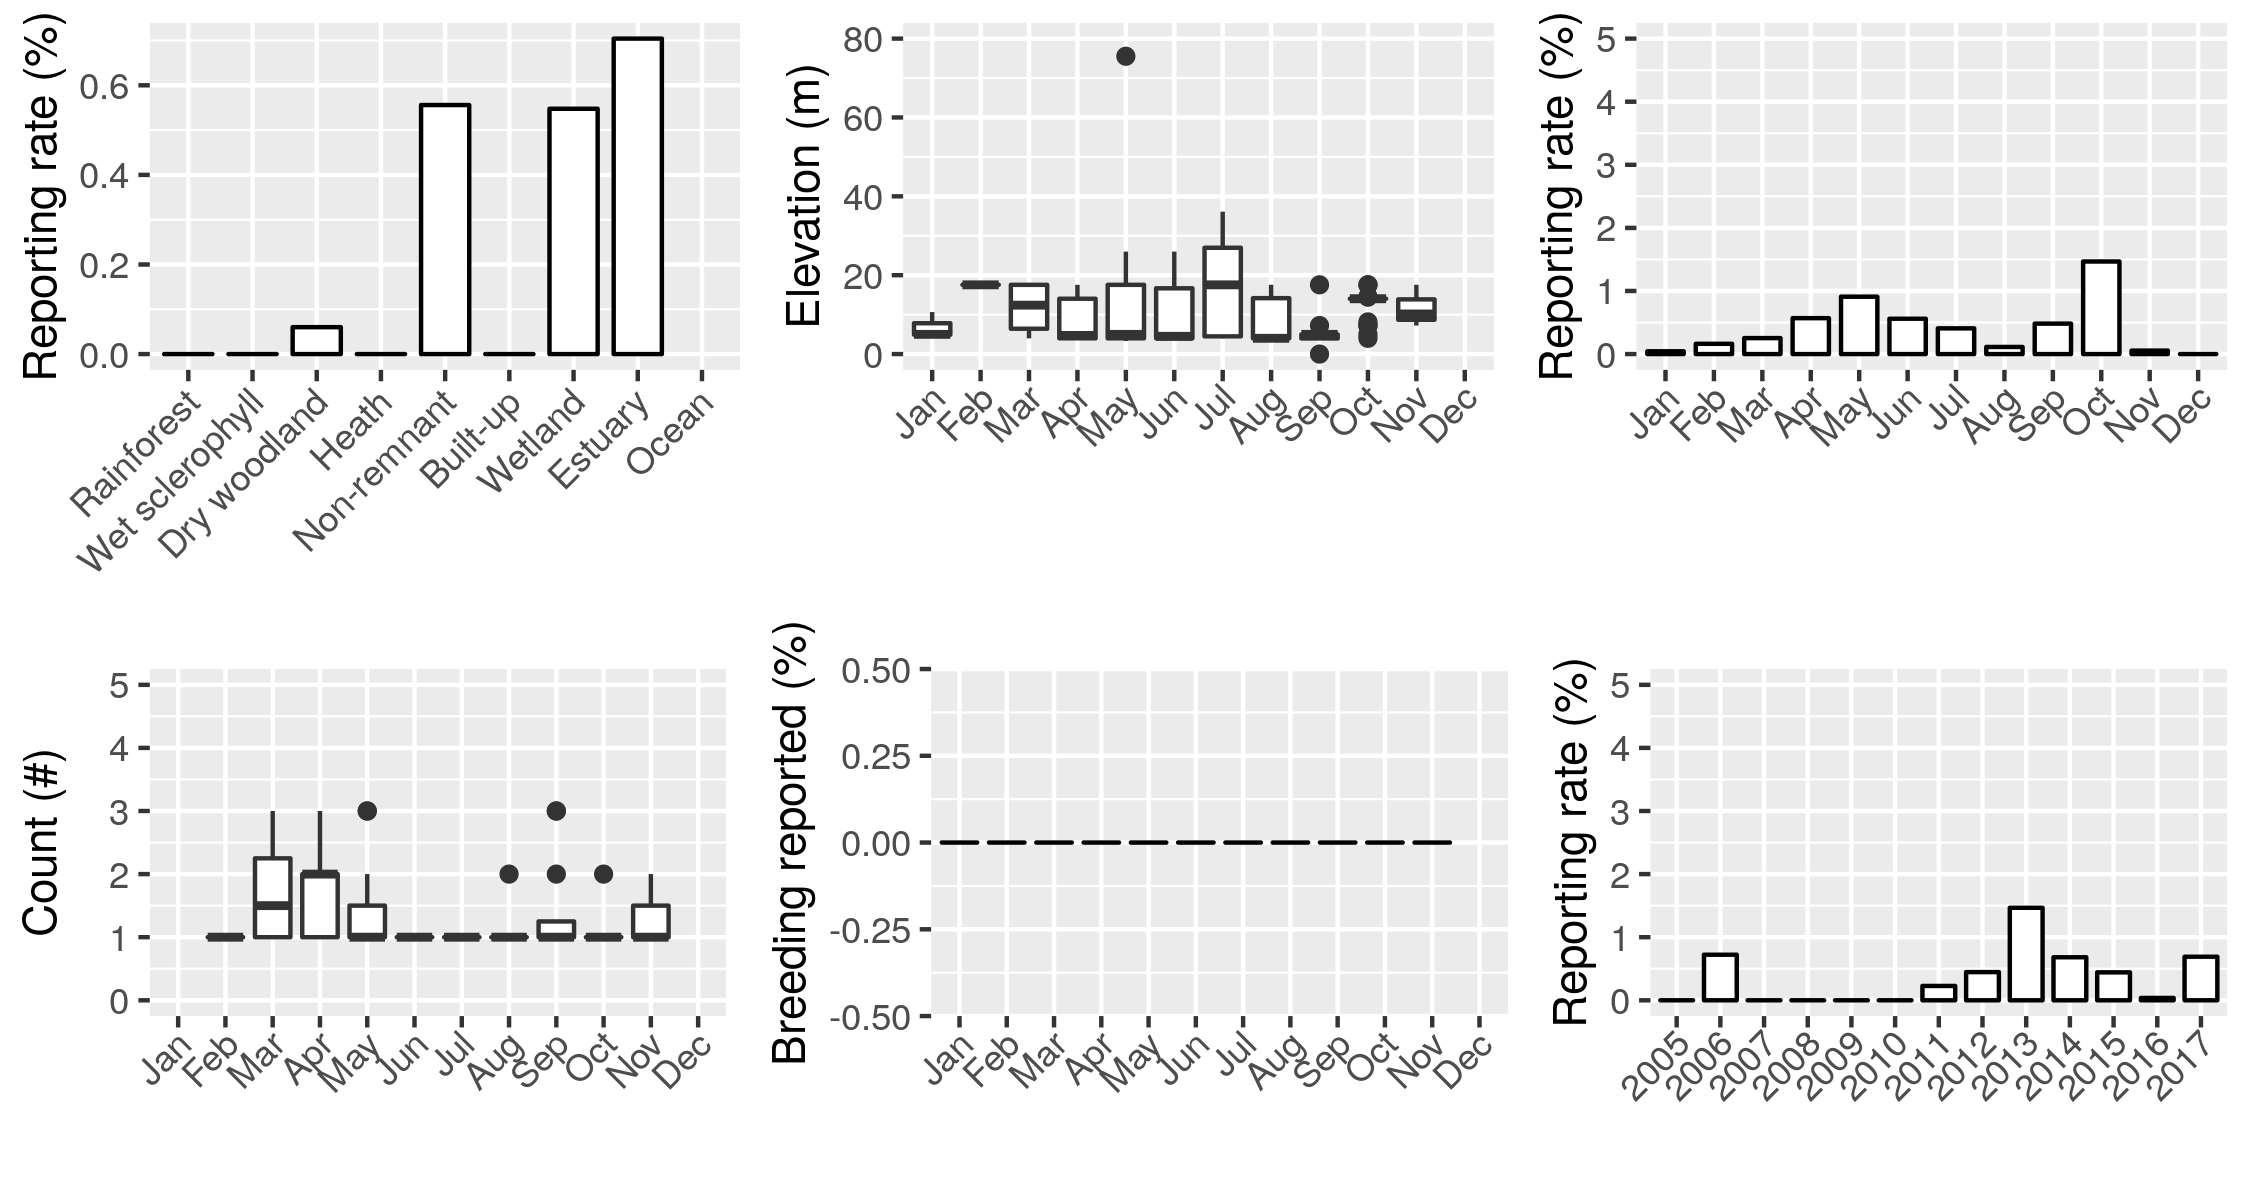 Reporting rate (%)
0.6
0.4
0.2
0.0
Rainforest
Wet sclerophyll
Dry woodland
Heath
Non-remnant
Built-up
Wetland
Estuary
Ocean
Elevation (m)
80
60
40
20
0
Jan
Feb
Mar
Apr
May
Jun
Jul
Aug
Sep
Oct
Nov
Dec
Reporting rate (%)
5
4
3
2
1
0
Jan
Feb
Mar
Apr
May
Jun
Jul
Aug
Sep
Oct
Nov
Dec
Count (#)
5
4
3
2
1
0
Jan
Feb
Mar
Apr
May
Jun
Jul
Aug
Sep
Oct
Nov
Dec
Breeding reported (%)
0.50
0.25
0.00
-0.25
-0.50
Jan
Feb
Mar
Apr
May
Jun
Jul
Aug
Sep
Oct
Nov
Dec
Reporting rate (%)
5
4
3
2
1
0
2005
2006
2007
2008
2009
2010
2011
2012
2013
2014
2015
2016
2017